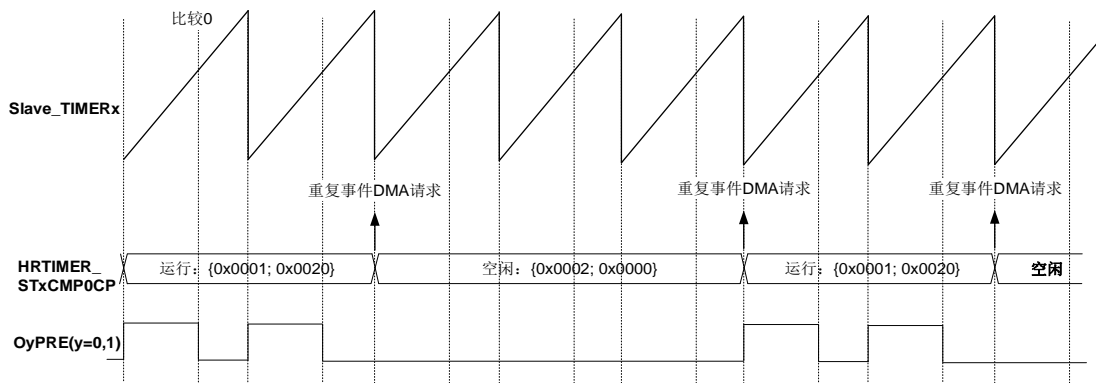 比较0
Slave_TIMERx
重复事件DMA请求
重复事件DMA请求
重复事件DMA请求
HRTIMER_
STxCMP0CP
运行：{0x0001; 0x0020}
空闲：{0x0002; 0x0000}
运行：{0x0001; 0x0020}
空闲
OyPRE(y=0,1)